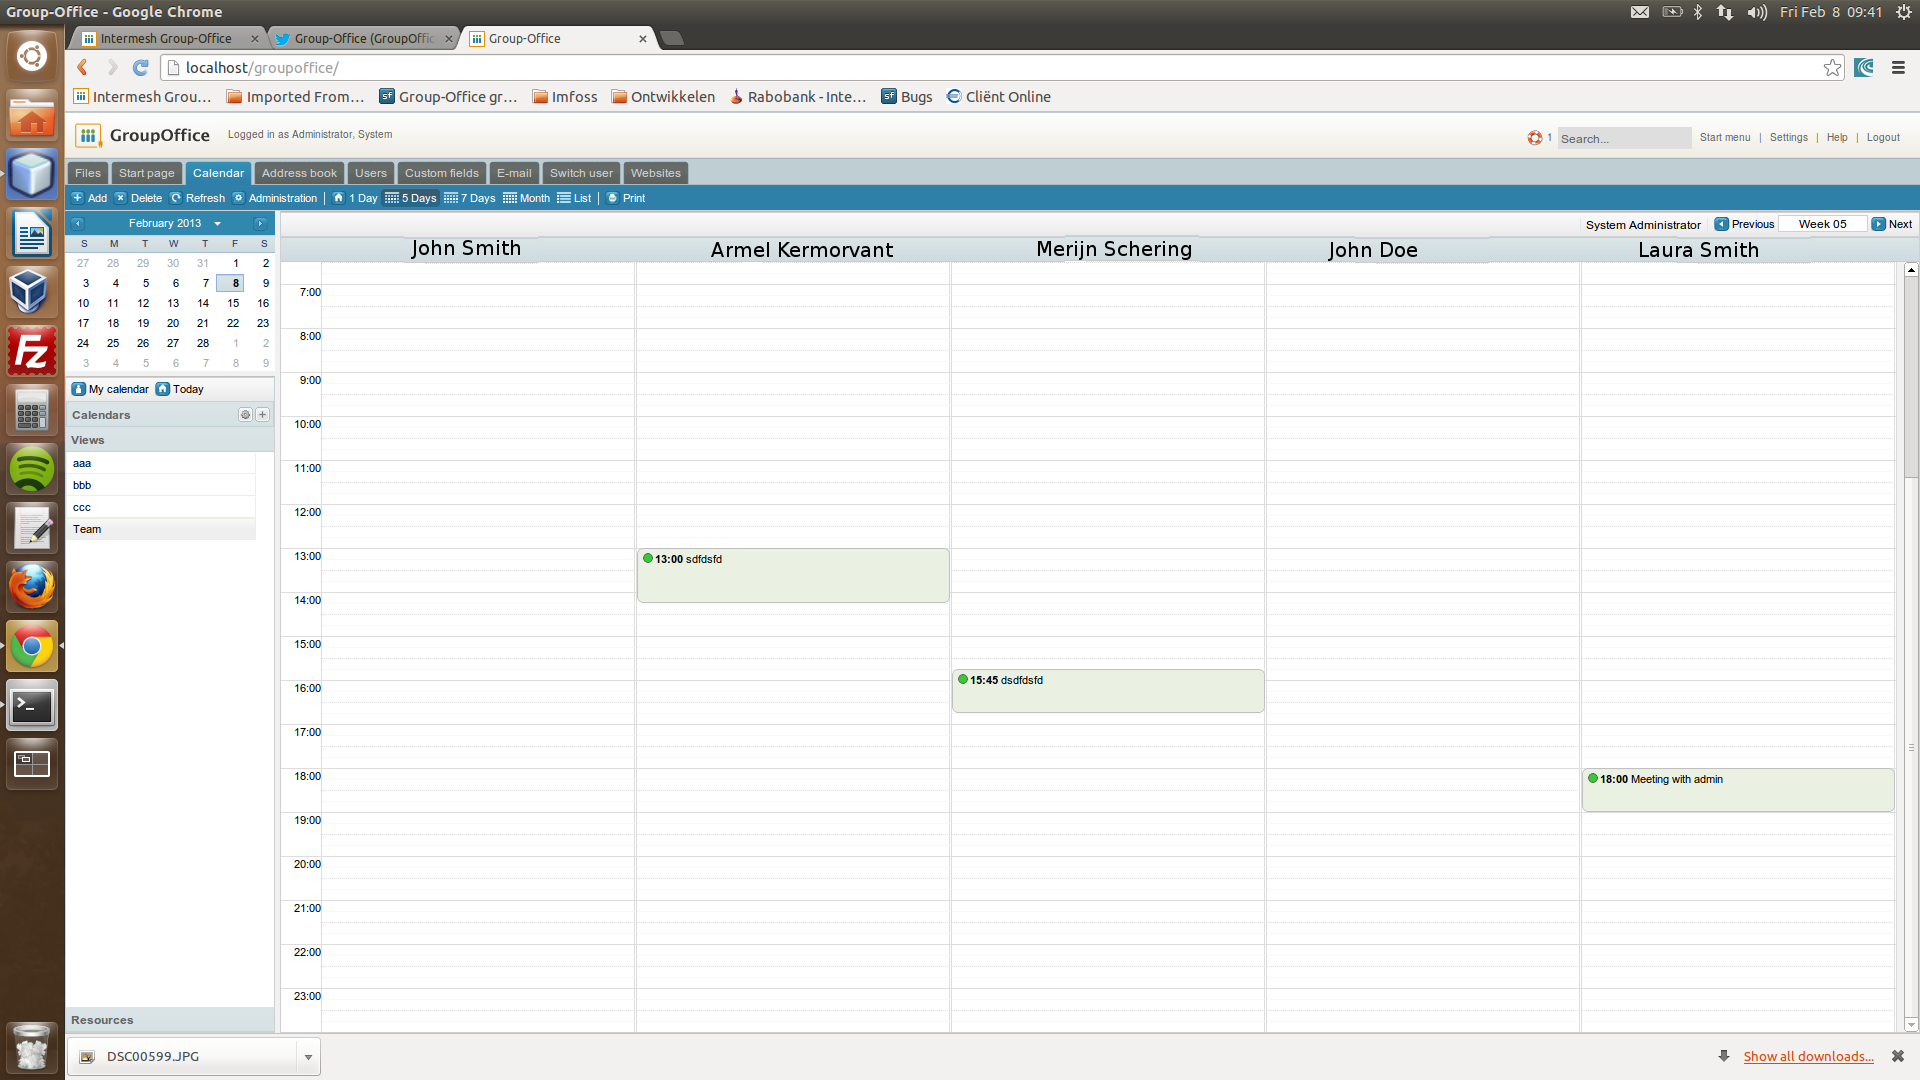 Group-Office - Google Chrome
Fri Feb 8 09:41
Intermesh Group-Office
Group-Office (GroupOffic
Group-Office
localhost/groupoffice/
Intermesh Grou...
Imported From...
Group-Office gr...
Imfoss
Ontwikkelen
Rabobank - Inte...
Bugs
Cliënt Online
GroupOffice
Logged in as Administrator, System
1
Search...
Start menu | Settings | Help | Logout
Files
Start page
Calendar
Address book
Users
Custom fields
E-mail
Switch user
Websites
Add
Delete
Refresh
Administration
1 Day
5 Days
7 Days
Month
List
Print
February 2013
S M T W T F S
27 28 29 30 31 1 2
3 4 5 6 7 8 9
10 11 12 13 14 15 16
17 18 19 20 21 22 23
24 25 26 27 28 1 2
3 4 5 6 7 8 9
My calendar
Today
Calendars
Views
aaa
bbb
ccc
Team
Resources
System Administrator
Previous
Week 05
Next
John Smith
Armel Kermorvant
Merijn Schering
John Doe
Laura Smith
7:00
8:00
9:00
10:00
11:00
12:00
13:00
14:00
15:00
16:00
17:00
18:00
19:00
20:00
21:00
22:00
23:00
13:00 sdfdsfd
15:45 dsdfdsfd
18:00 Meeting with admin
DSC00599.JPG
Show all downloads...